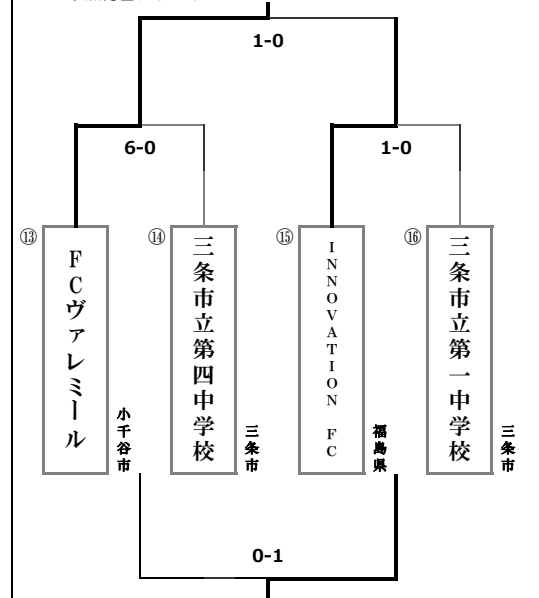 1-0
6-0
1-0
⑬
FCヴァレミール
小千谷市
⑭
三条市立第四中学校
三条市
⑮
INNOVATION FC
福島県
⑯
三条市立第一中学校
三条市
0-1